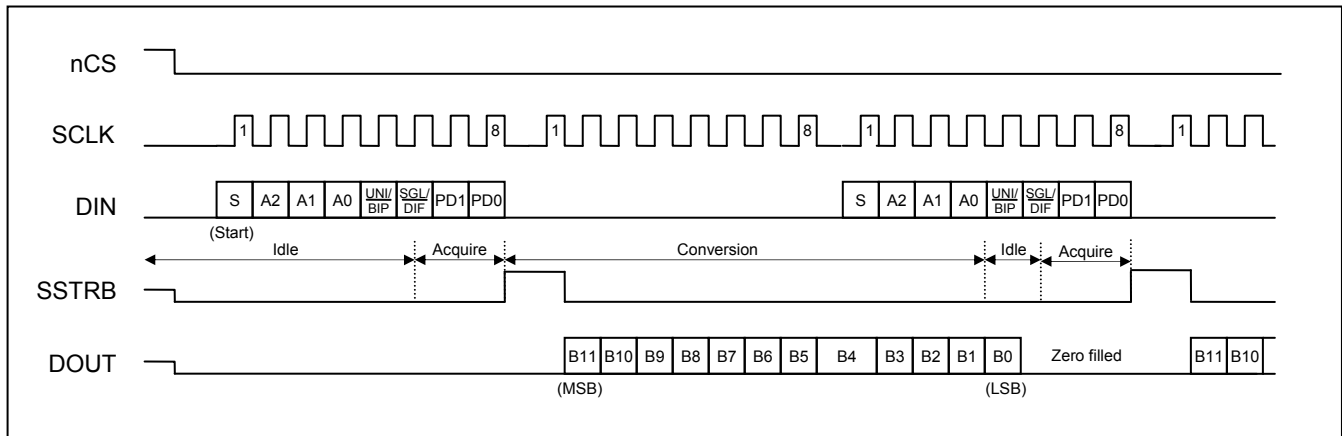 nCS
SCLK 1 8 1 8 1 8 1
DIN S A2 A1 A0 UNI/BIP SGL/DIF PD1 PD0 S A2 A1 A0 UNI/BIP SGL/DIF PD1 PD0
(Start)
Idle Acquire Conversion Idle Acquire
SSTRB
DOUT B11 B10 B9 B8 B7 B6 B5 B4 B3 B2 B1 B0 Zero filled B11 B10
(MSB) (LSB)